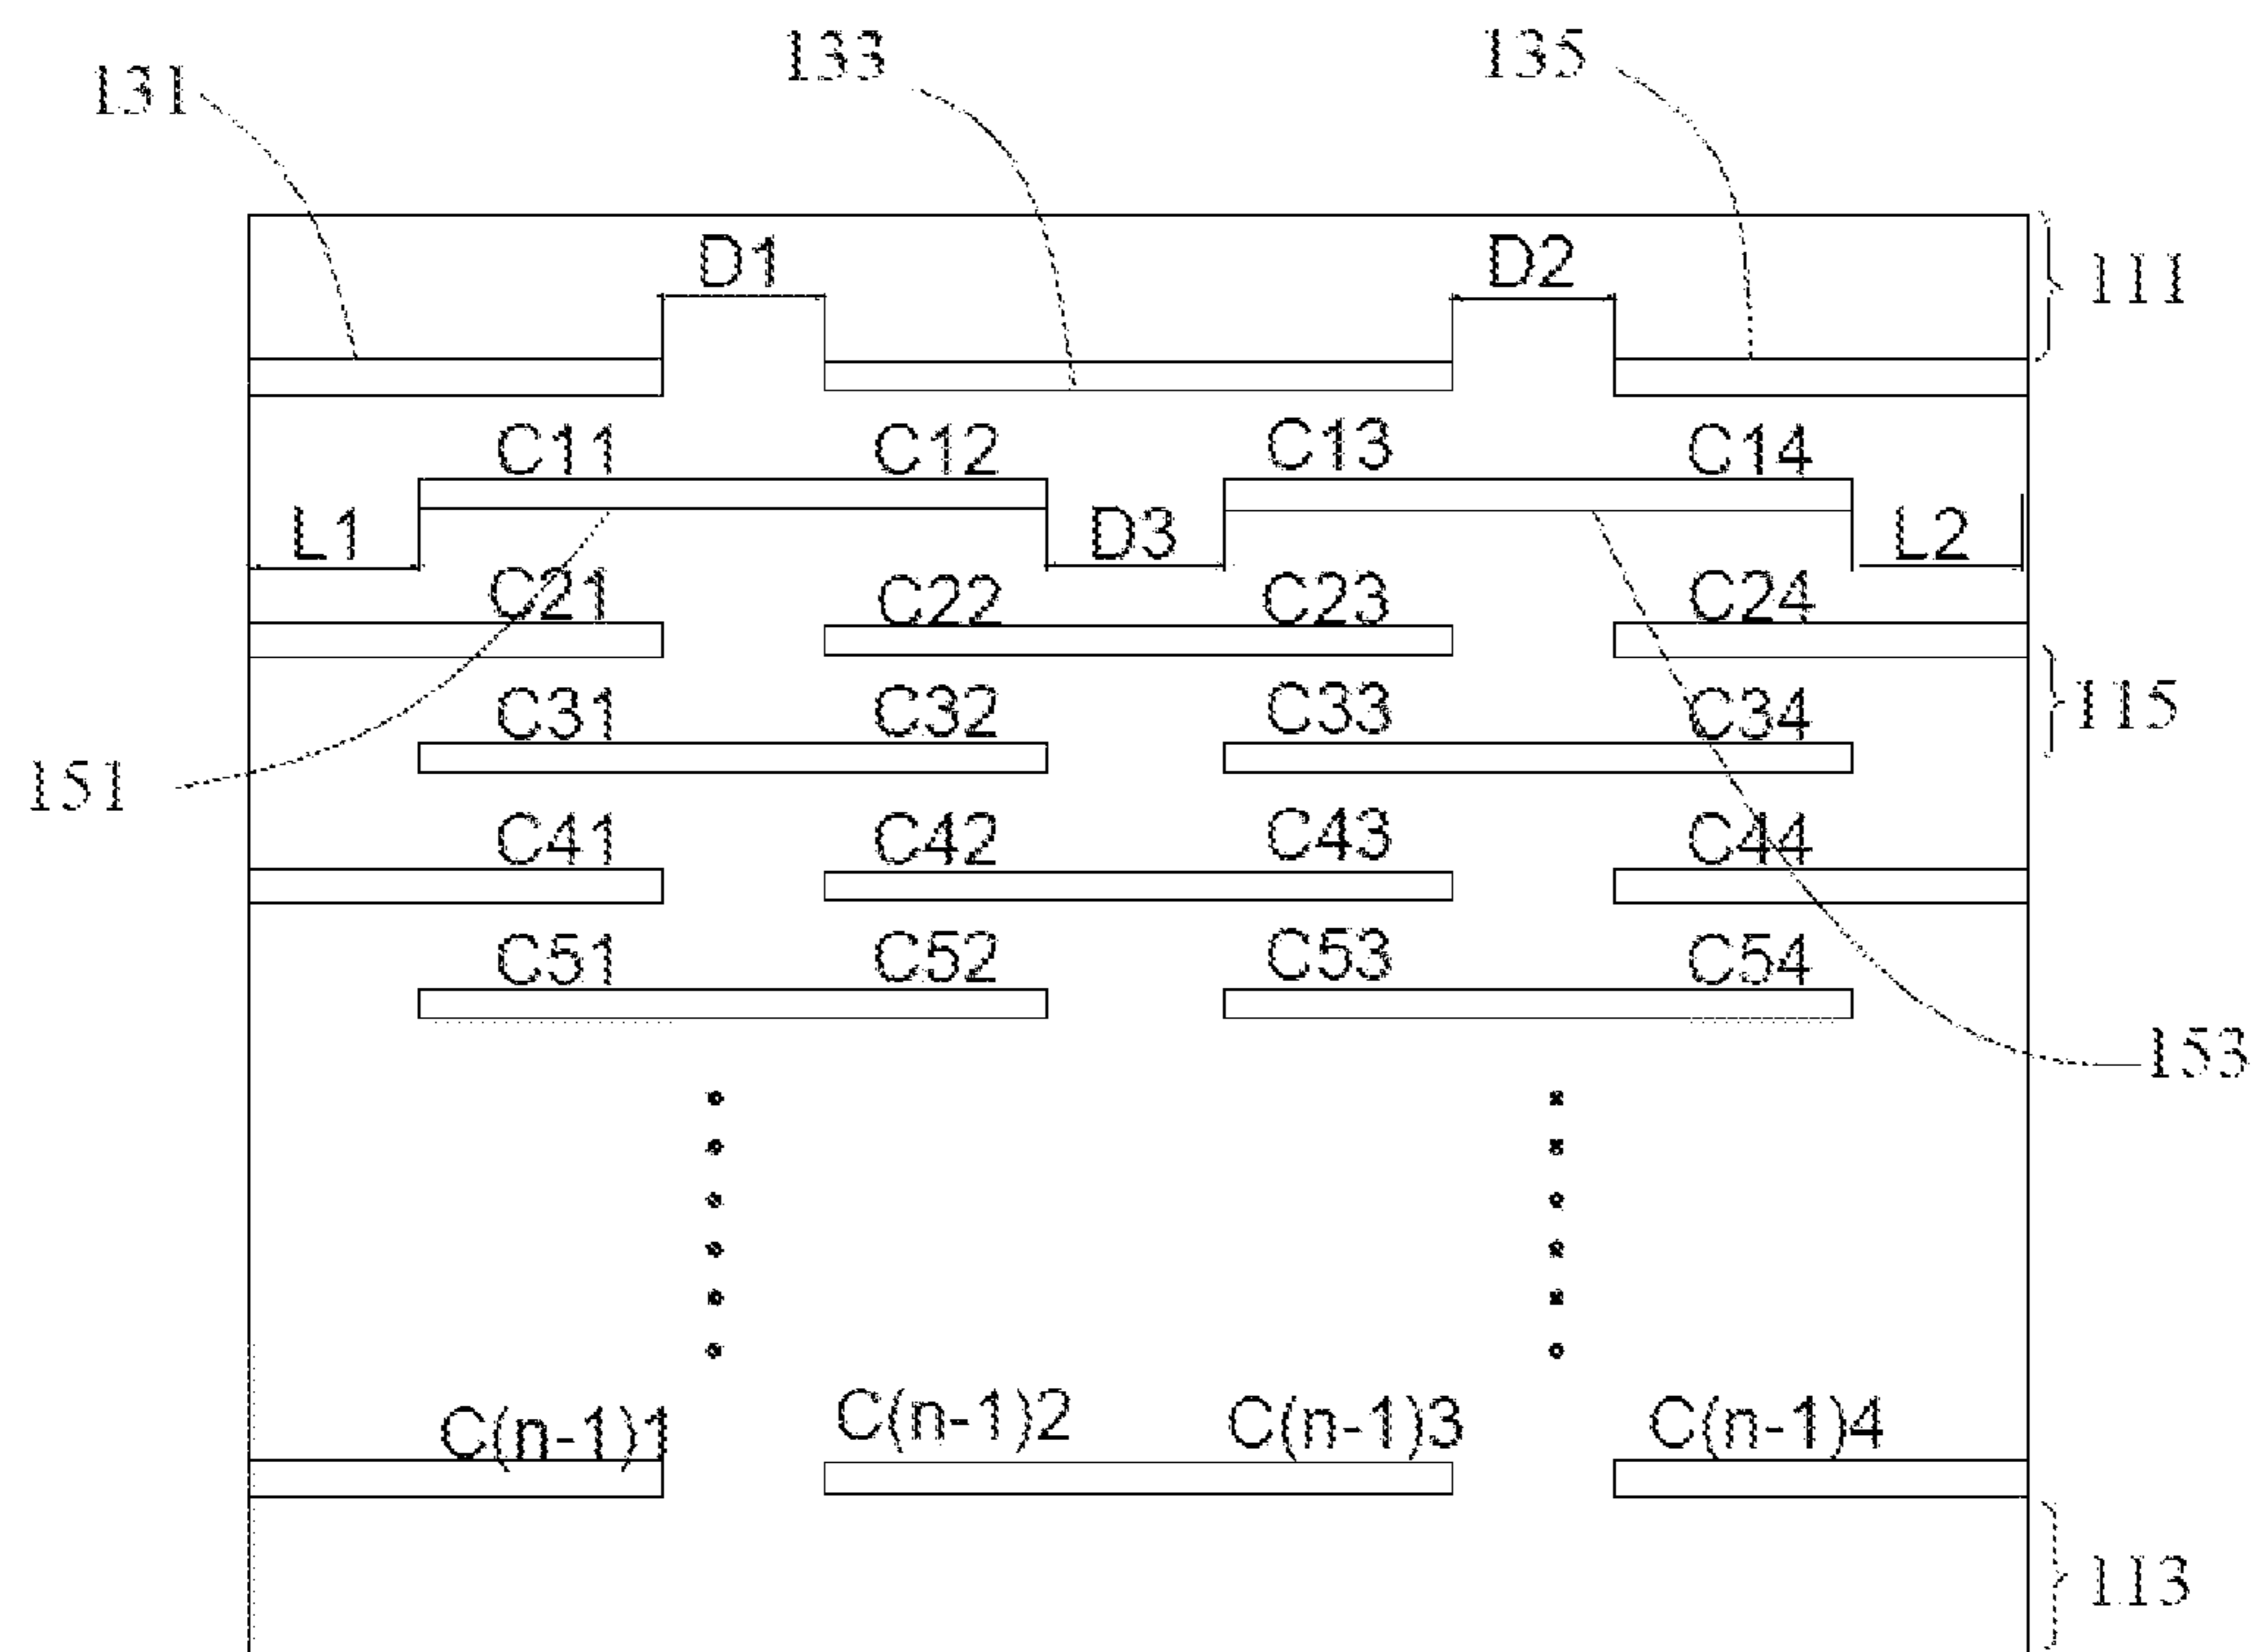 131
133
135
D1
D2
111
C11
C12
C13
C14
L1
D3
L2
C21
C22
C23
C24
C31
C32
C33
C34
115
151
C41
C42
C43
C44
C51
C52
C53
C54
153
C(n-1)1
C(n-1)2
C(n-1)3
C(n-1)4
113